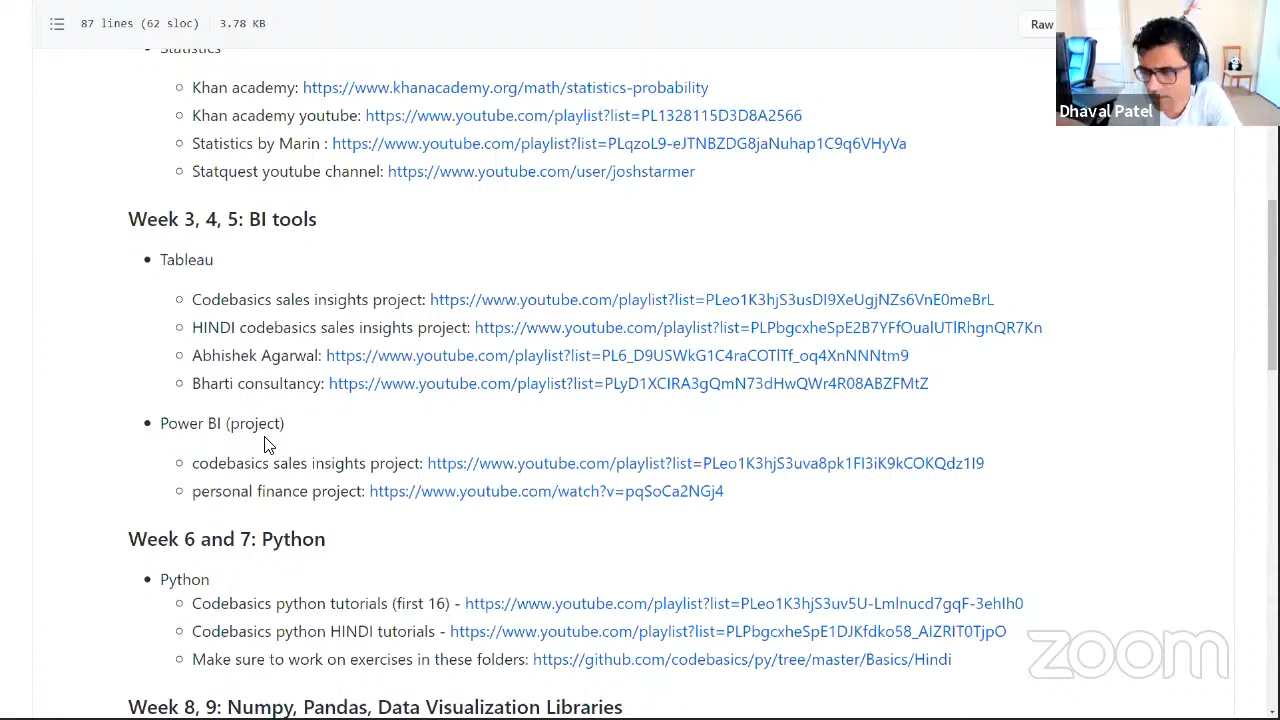 87 lines (62 sloc) 3.78 KB
Raw
Dhaval Patel
Statistics
Khan academy: https://www.khanacademy.org/math/statistics-probability
Khan academy youtube: https://www.youtube.com/playlist?list=PL1328115D3D8A2566
Statistics by Marin : https://www.youtube.com/playlist?list=PLqzoL9-eJTNBZDG8jaNuhap1C9q6VHyVa
Statquest youtube channel: https://www.youtube.com/user/joshstarmer
Week 3, 4, 5: BI tools
Tableau
Codebasics sales insights project: https://www.youtube.com/playlist?list=PLeo1K3hjS3usDI9XeUgjNZs6VnE0meBrL
HINDI codebasics sales insights project: https://www.youtube.com/playlist?list=PLPbgcxheSpE2B7YFfOualUTlRhgnQR7Kn
Abhishek Agarwal: https://www.youtube.com/playlist?list=PL6_D9USWkG1C4raCOTlTf_oq4XnNNNtm9
Bharti consultancy: https://www.youtube.com/playlist?list=PLyD1XCIRA3gQmN73dHwQWr4R08ABZFMtZ
Power BI (project)
codebasics sales insights project: https://www.youtube.com/playlist?list=PLeo1K3hjS3uva8pk1FI3iK9kCOKQdz1I9
personal finance project: https://www.youtube.com/watch?v=pqSoCa2NGj4
Week 6 and 7: Python
Python
Codebasics python tutorials (first 16) - https://www.youtube.com/playlist?list=PLeo1K3hjS3uv5U-Lmlnucd7gqF-3ehIh0
Codebasics python HINDI tutorials - https://www.youtube.com/playlist?list=PLPbgcxheSpE1DJKfdko58_AIZRIT0TjpO
Make sure to work on exercises in these folders: https://github.com/codebasics/py/tree/master/Basics/Hindi
zoom
Week 8, 9: Numpy, Pandas, Data Visualization Libraries